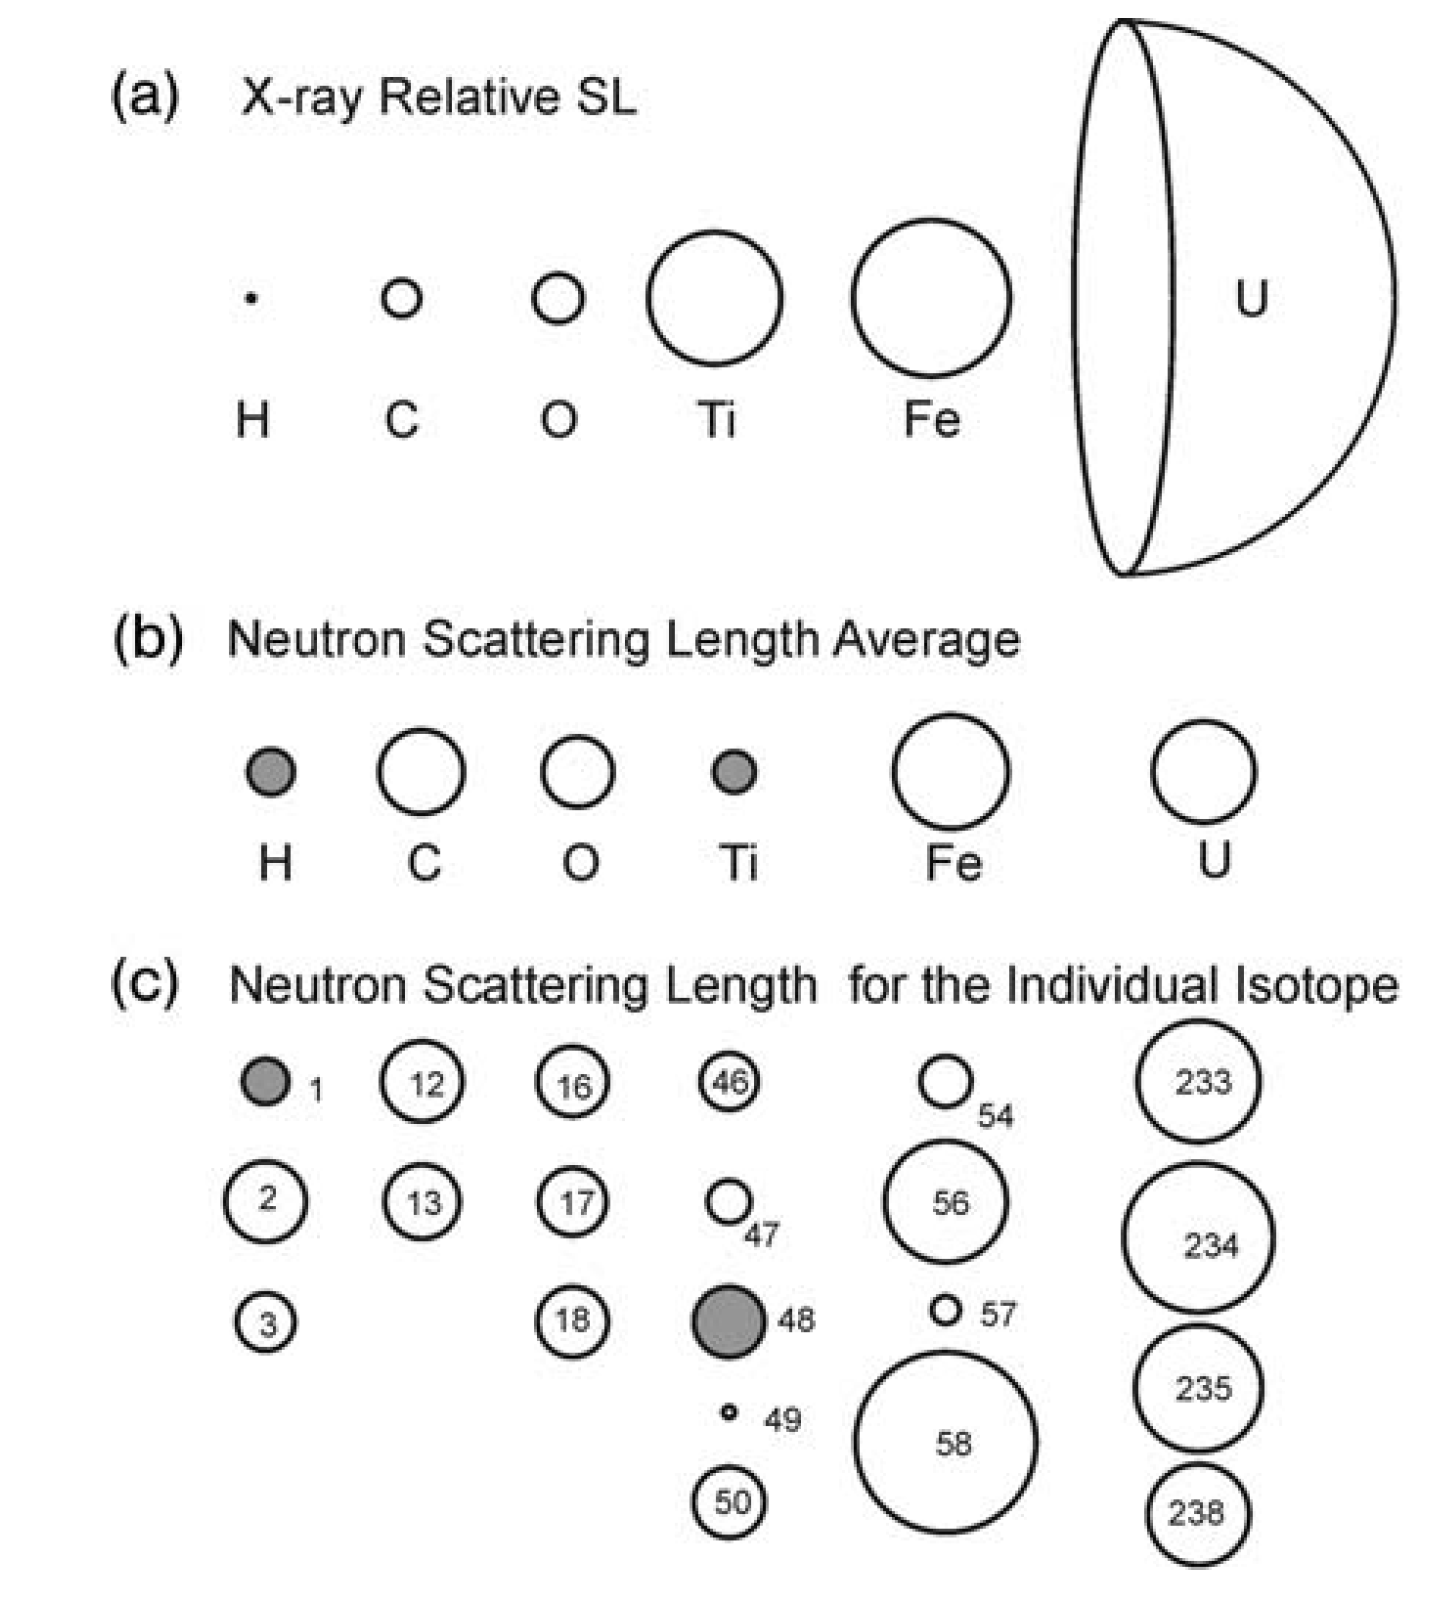 (a) X-ray Relative SL
U
H C O Ti Fe
(b) Neutron Scattering Length Average
H C O Ti Fe U
(c) Neutron Scattering Length for the Individual Isotope
1 12 16 46 54 233
2 13 17 47 56 234
3 18 48 57 235
49 58
50 238